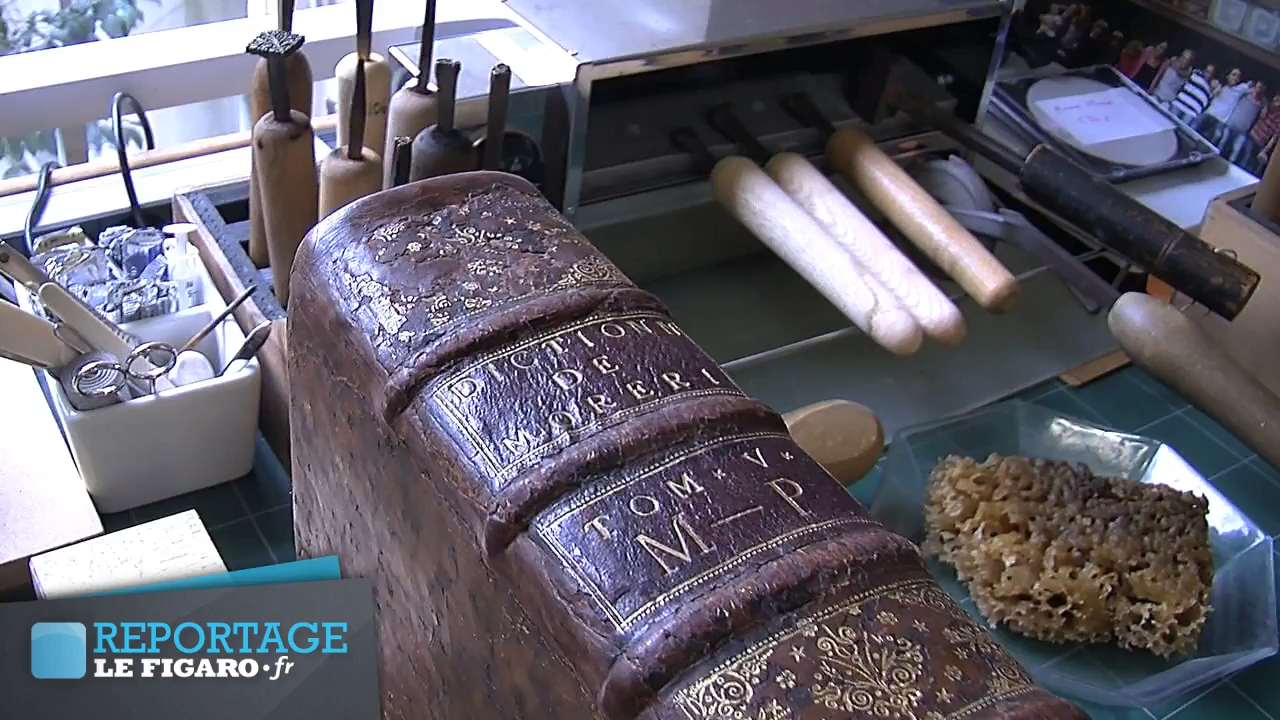 DICTIONN
DE
MORERI
TOM · V ·
M—P
REPORTAGE
LE FIGARO·fr